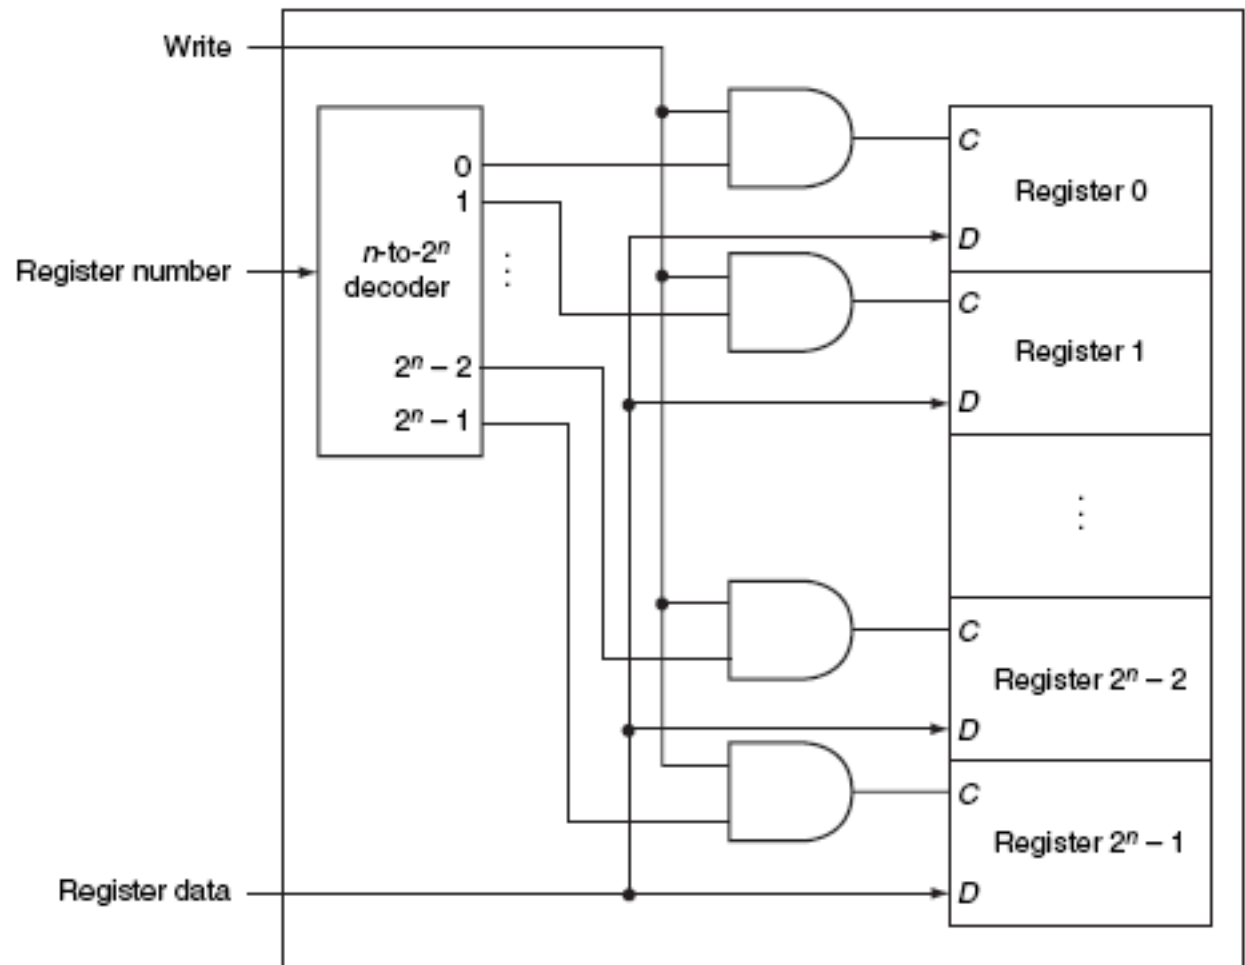 Write
0
1
n-to-2ⁿ
decoder
⋮
2ⁿ – 2
2ⁿ – 1
Register number
Register data
C
Register 0
D
C
Register 1
D
⋮
C
Register 2ⁿ – 2
D
C
Register 2ⁿ – 1
D